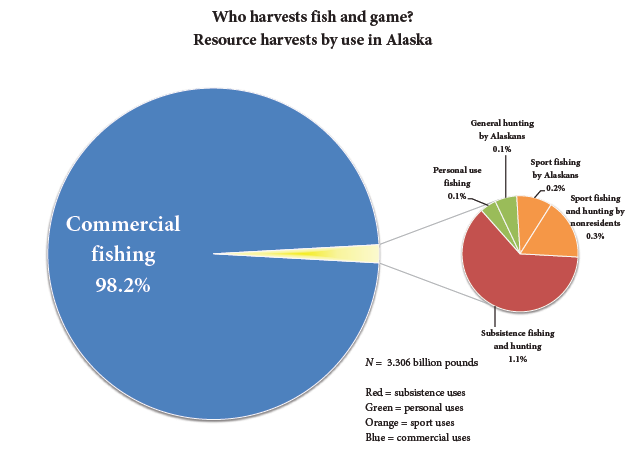 Who harvests fish and game?
Resource harvests by use in Alaska
Commercial
fishing
98.2%
General hunting
by Alaskans
0.1%
Personal use
fishing
0.1%
Sport fishing
by Alaskans
0.2%
Sport fishing
and hunting by
nonresidents
0.3%
Subsistence fishing
and hunting
1.1%
N = 3.306 billion pounds
Red = subsistence uses
Green = personal uses
Orange = sport uses
Blue = commercial uses